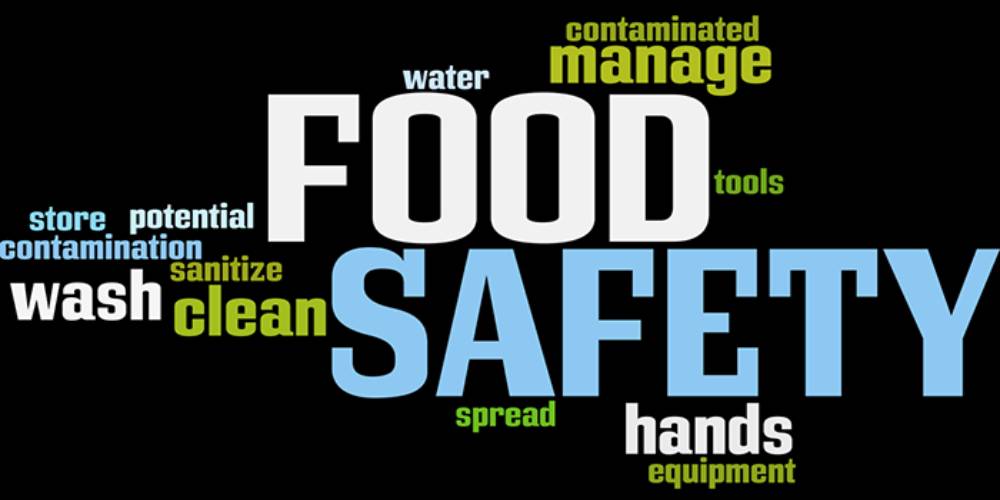 contaminated
manage
water
FOOD
tools
store potential
contamination
sanitize
wash clean
SAFETY
spread
hands
equipment